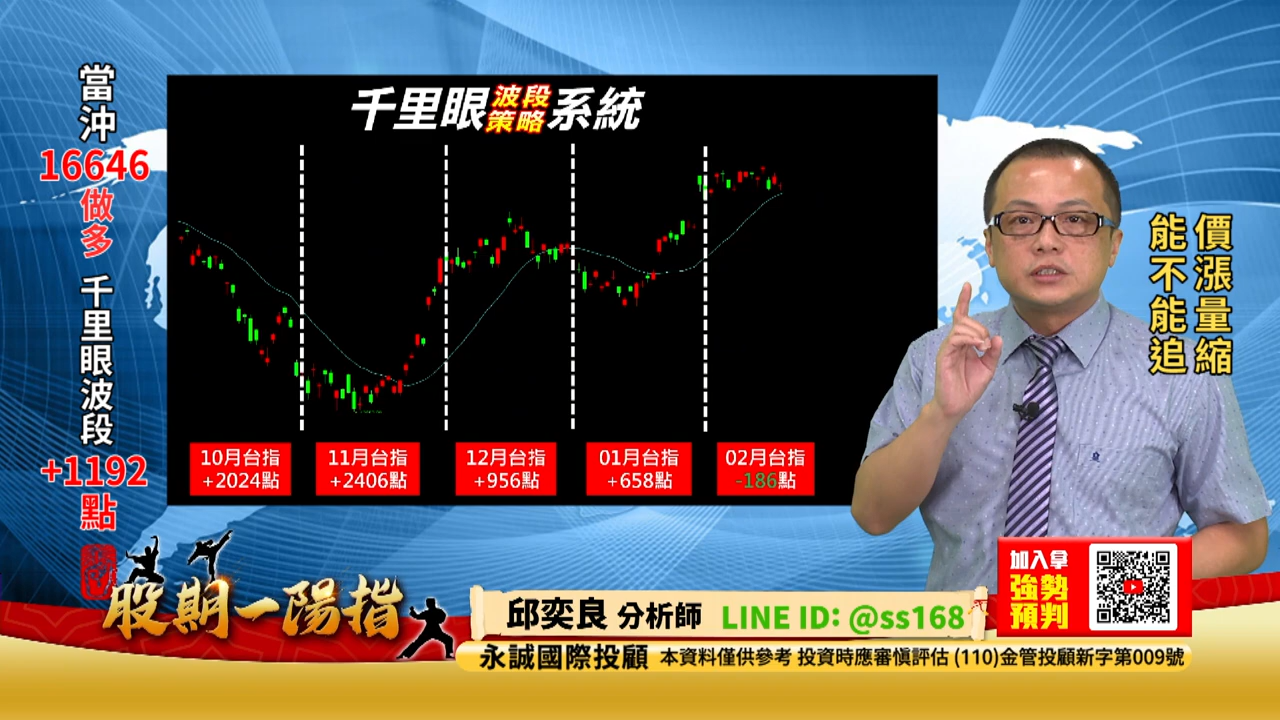 當沖
16646
做多
千里眼波段
+1192
點
千里眼波段策略系統
10月台指
+2024點
11月台指
+2406點
12月台指
+956點
01月台指
+658點
02月台指
-186點
價漲量縮
能不能追
股期一陽指
邱奕良 分析師 LINE ID: @ss168
永誠國際投顧 本資料僅供參考 投資時應審慎評估 (110)金管投顧新字第009號
加入拿
強勢
預判